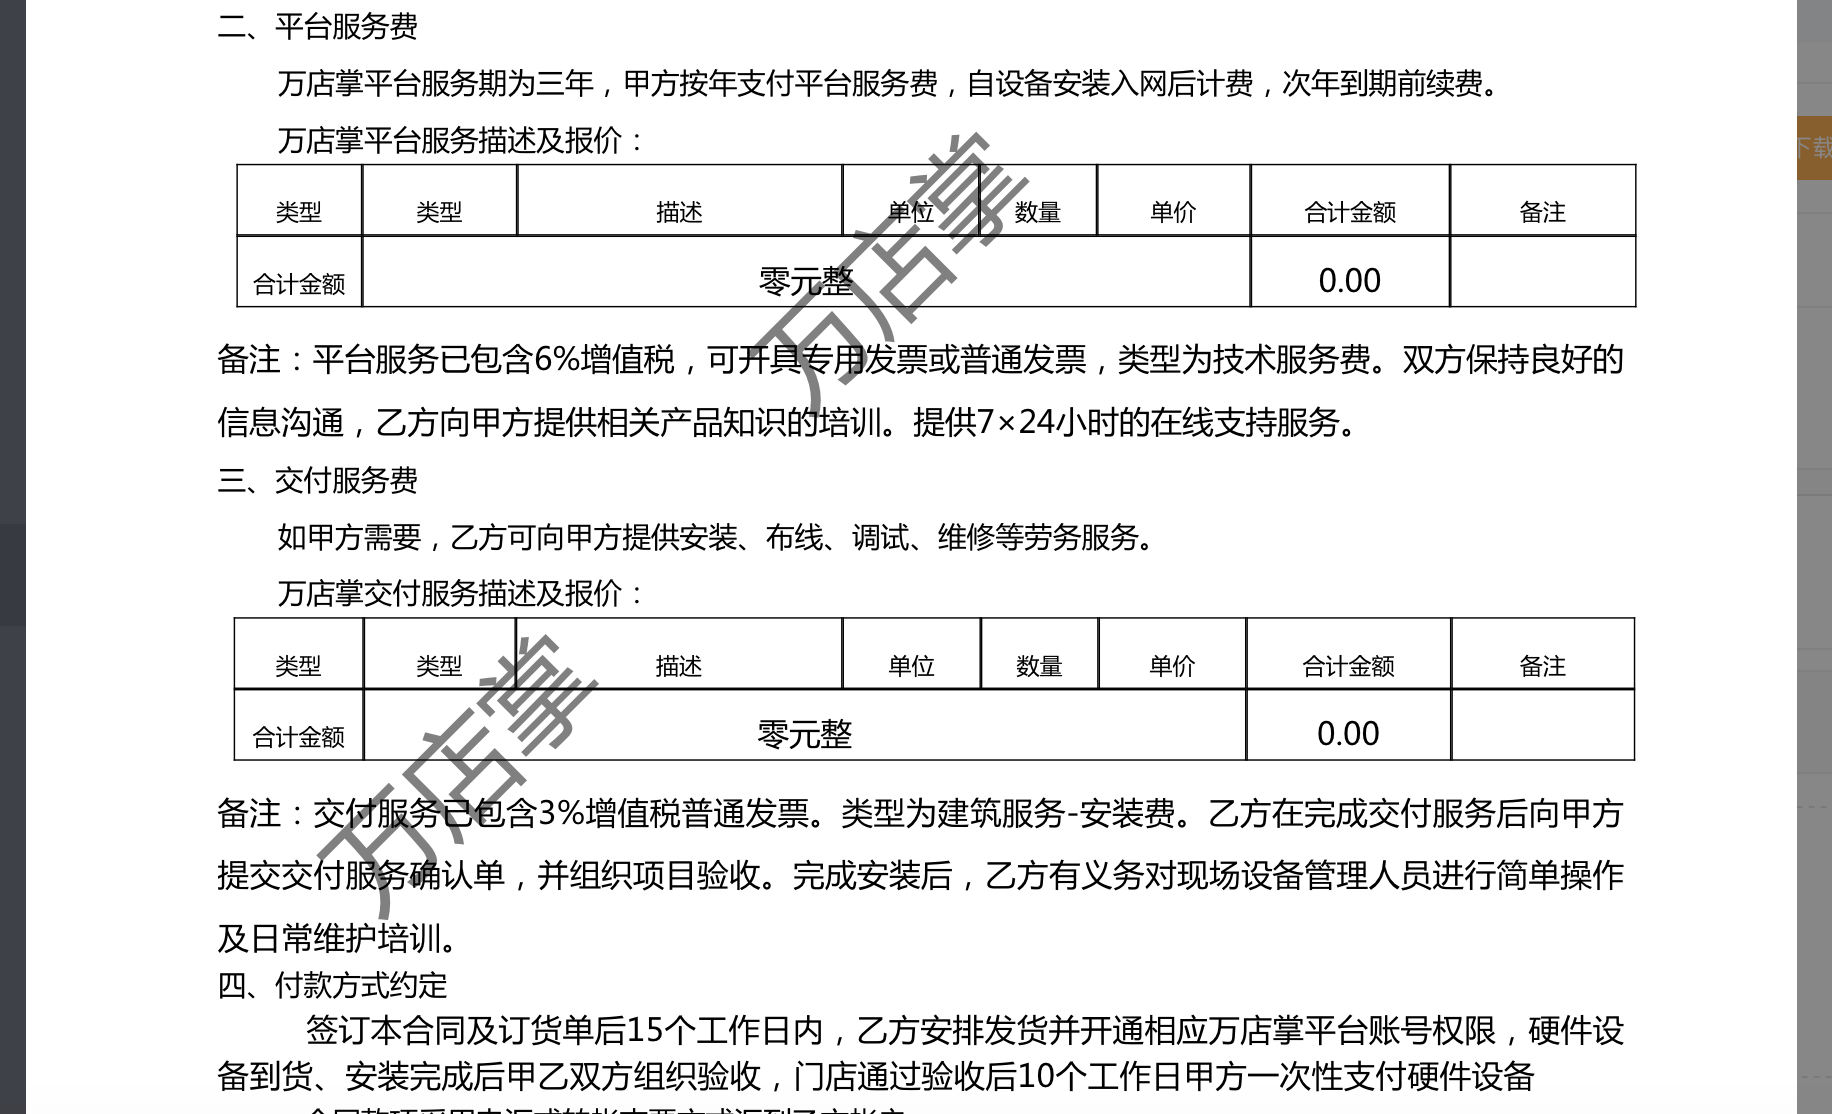 二、平台服务费
万店掌平台服务期为三年，甲方按年支付平台服务费，自设备安装入网后计费，次年到期前续费。
下载
万店掌平台服务描述及报价：
类型 类型 描述 单位 数量 单价 合计金额 备注
合计金额 零元整 0.00
万店掌
备注：平台服务已包含6%增值税，可开具专用发票或普通发票，类型为技术服务费。双方保持良好的
信息沟通，乙方向甲方提供相关产品知识的培训。提供7×24小时的在线支持服务。
三、交付服务费
如甲方需要，乙方可向甲方提供安装、布线、调试、维修等劳务服务。
万店掌交付服务描述及报价：
类型 类型 描述 单位 数量 单价 合计金额 备注
合计金额 零元整 0.00
万店掌
备注：交付服务已包含3%增值税普通发票。类型为建筑服务-安装费。乙方在完成交付服务后向甲方
提交交付服务确认单，并组织项目验收。完成安装后，乙方有义务对现场设备管理人员进行简单操作
及日常维护培训。
四、付款方式约定
签订本合同及订货单后15个工作日内，乙方安排发货并开通相应万店掌平台账号权限，硬件设
备到货、安装完成后甲乙双方组织验收，门店通过验收后10个工作日甲方一次性支付硬件设备